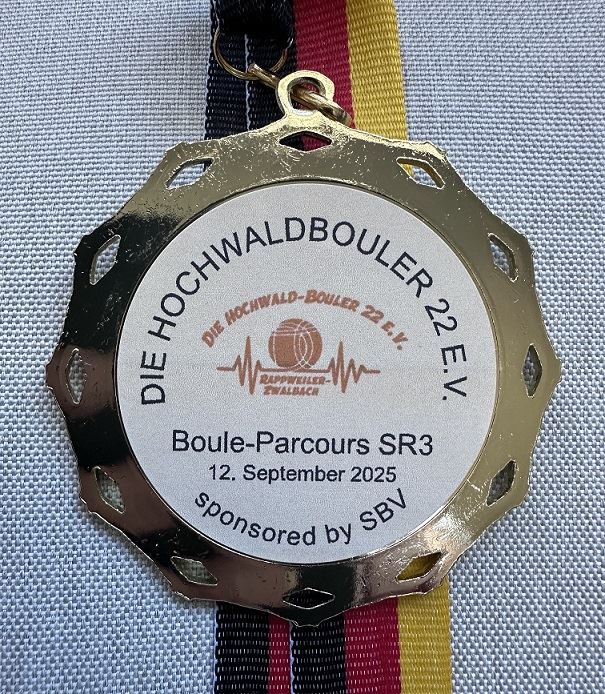 DIE HOCHWALDBOULER 22 E.V.
DIE HOCHWALD-BOULER 22 E.V.
RAPPWEILER-
ZWALBACH
Boule-Parcours SR3
12. September 2025
sponsored by SBV